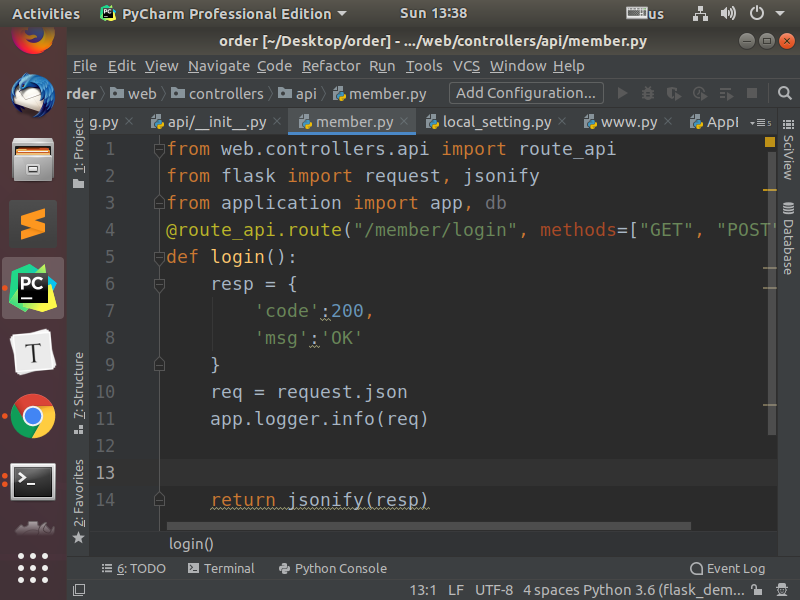 Activities PyCharm Professional Edition Sun 13:38 us
order [~/Desktop/order] - .../web/controllers/api/member.py
File Edit View Navigate Code Refactor Run Tools VCS Window Help
rder web controllers api member.py Add Configuration...
g.py api/__init__.py member.py local_setting.py www.py Appl
1: Project
7: Structure
2: Favorites
SciView
Database
1 from web.controllers.api import route_api
2 from flask import request, jsonify
3 from application import app, db
4 @route_api.route("/member/login", methods=["GET", "POST"
5 def login():
6 resp = {
7 'code':200,
8 'msg':'OK'
9 }
10 req = request.json
11 app.logger.info(req)
12
13
14 return jsonify(resp)
login()
6: TODO Terminal Python Console Event Log
13:1 LF UTF-8 4 spaces Python 3.6 (flask_dem...
PC
T
>_